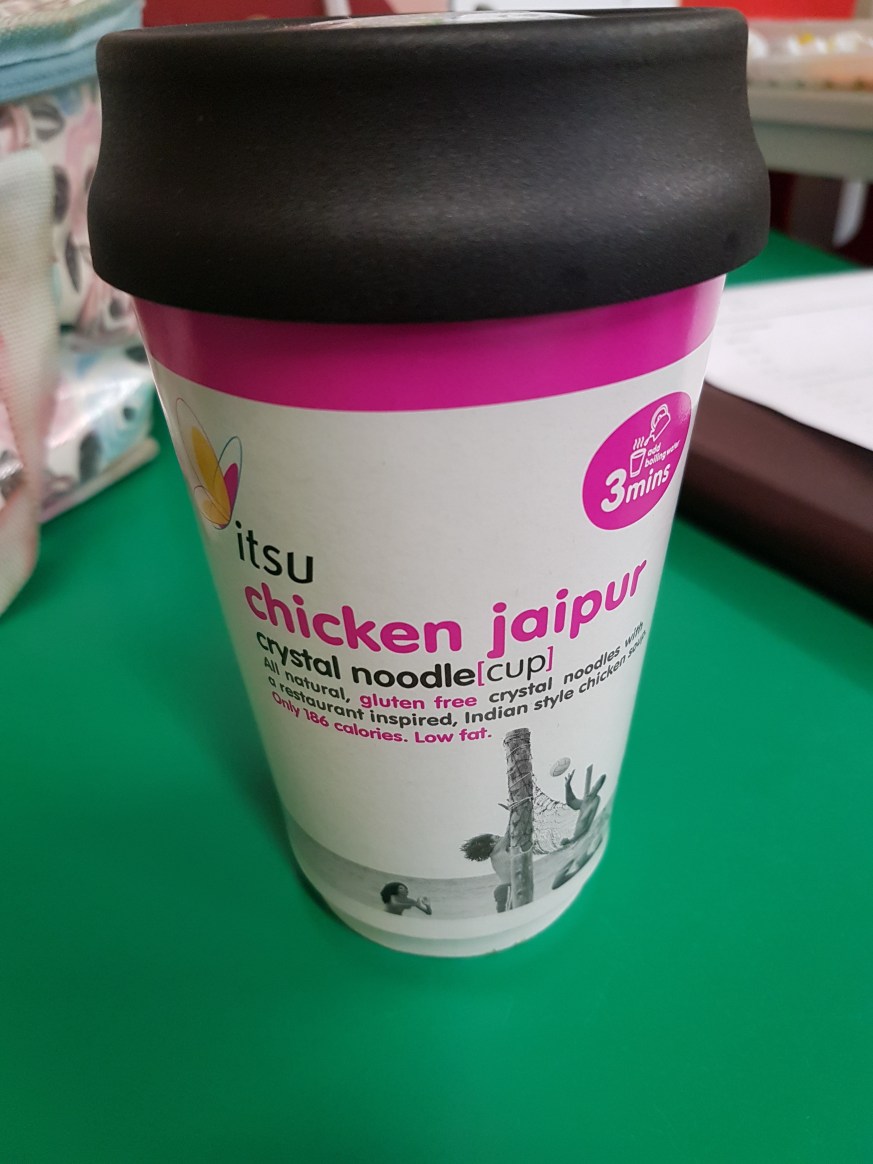 add
boiling water
3mins
itsu
chicken jaipur
crystal noodle[cup]
All natural, gluten free crystal noodles with
a restaurant inspired, Indian style chicken soup.
Only 186 calories. Low fat.